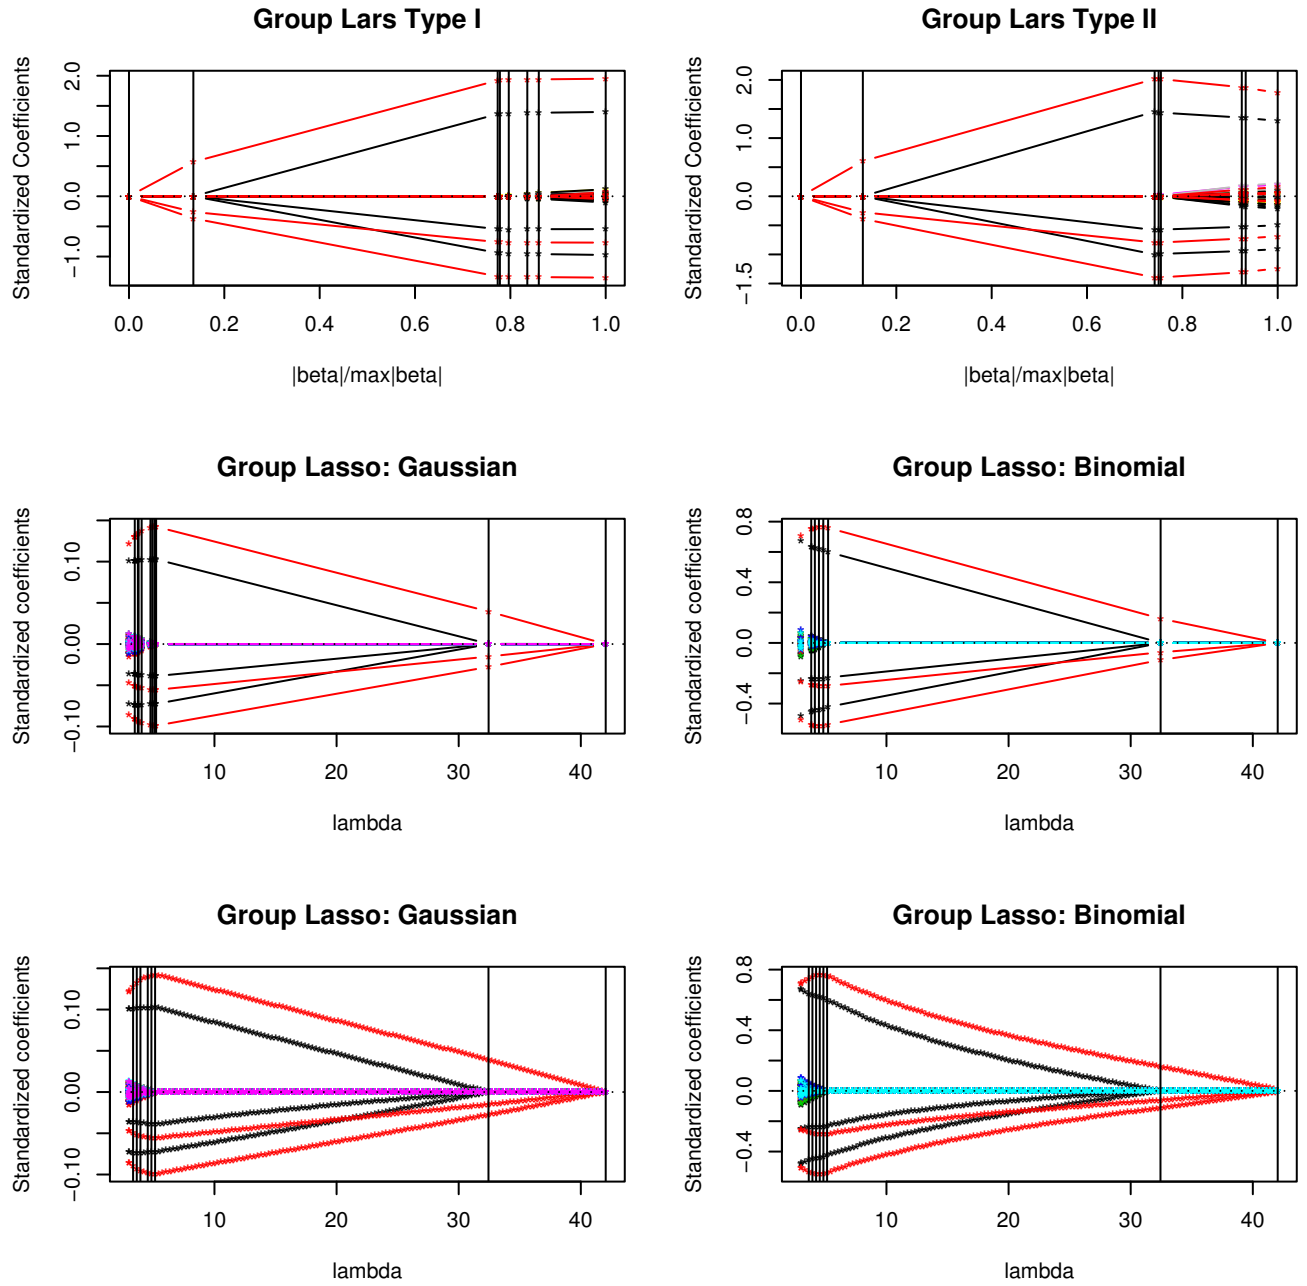 Group Lars Type I
Standardized Coefficients
2.0
1.0
0.0
−1.0
0.0 0.2 0.4 0.6 0.8 1.0
|beta|/max|beta|
Group Lars Type II
Standardized Coefficients
2.0
1.0
0.0
−1.5
0.0 0.2 0.4 0.6 0.8 1.0
|beta|/max|beta|
Group Lasso: Gaussian
Standardized coefficients
0.10
0.00
−0.10
10 20 30 40
lambda
Group Lasso: Binomial
Standardized coefficients
0.8
0.4
0.0
−0.4
10 20 30 40
lambda
Group Lasso: Gaussian
Standardized coefficients
0.10
0.00
−0.10
10 20 30 40
lambda
Group Lasso: Binomial
Standardized coefficients
0.8
0.4
0.0
−0.4
10 20 30 40
lambda